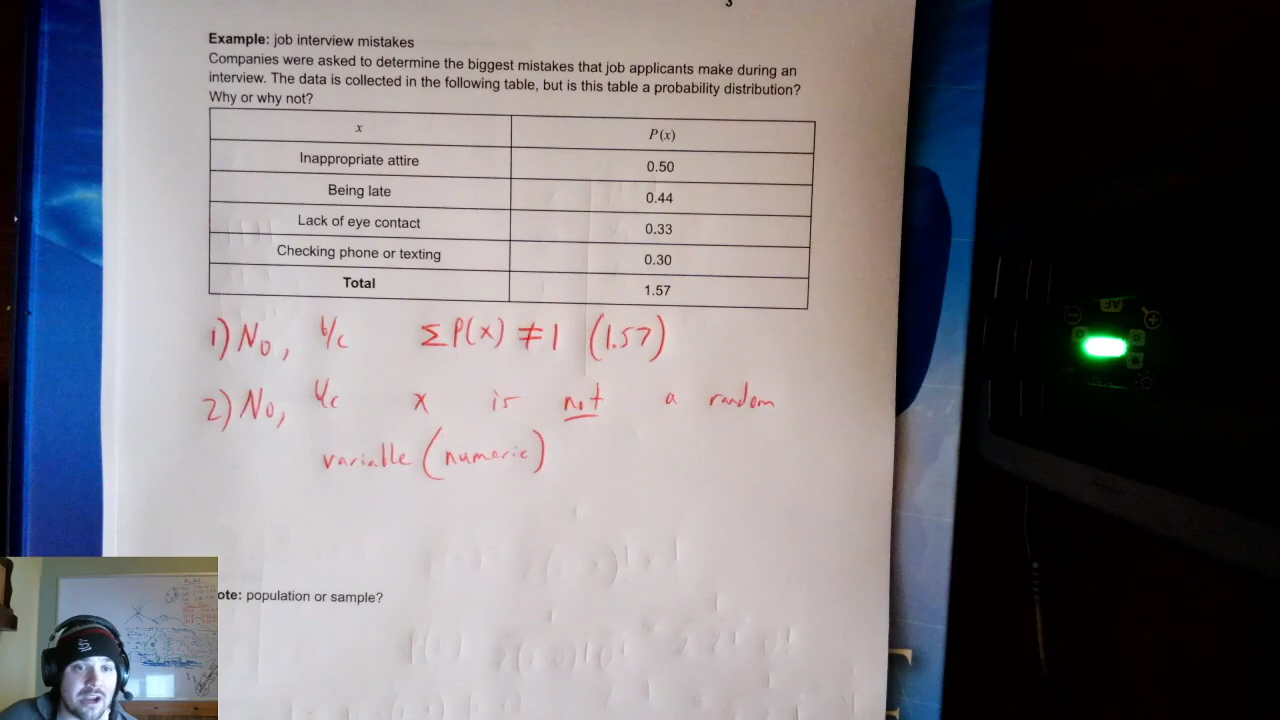 3
Example: job interview mistakes
Companies were asked to determine the biggest mistakes that job applicants make during an
interview. The data is collected in the following table, but is this table a probability distribution?
Why or why not?
x P(x)
Inappropriate attire 0.50
Being late 0.44
Lack of eye contact 0.33
Checking phone or texting 0.30
Total 1.57
1) No, b/c ΣP(x) ≠ 1 (1.57)
2) No, b/c x is not a random
variable (numeric)
ote: population or sample?
AF